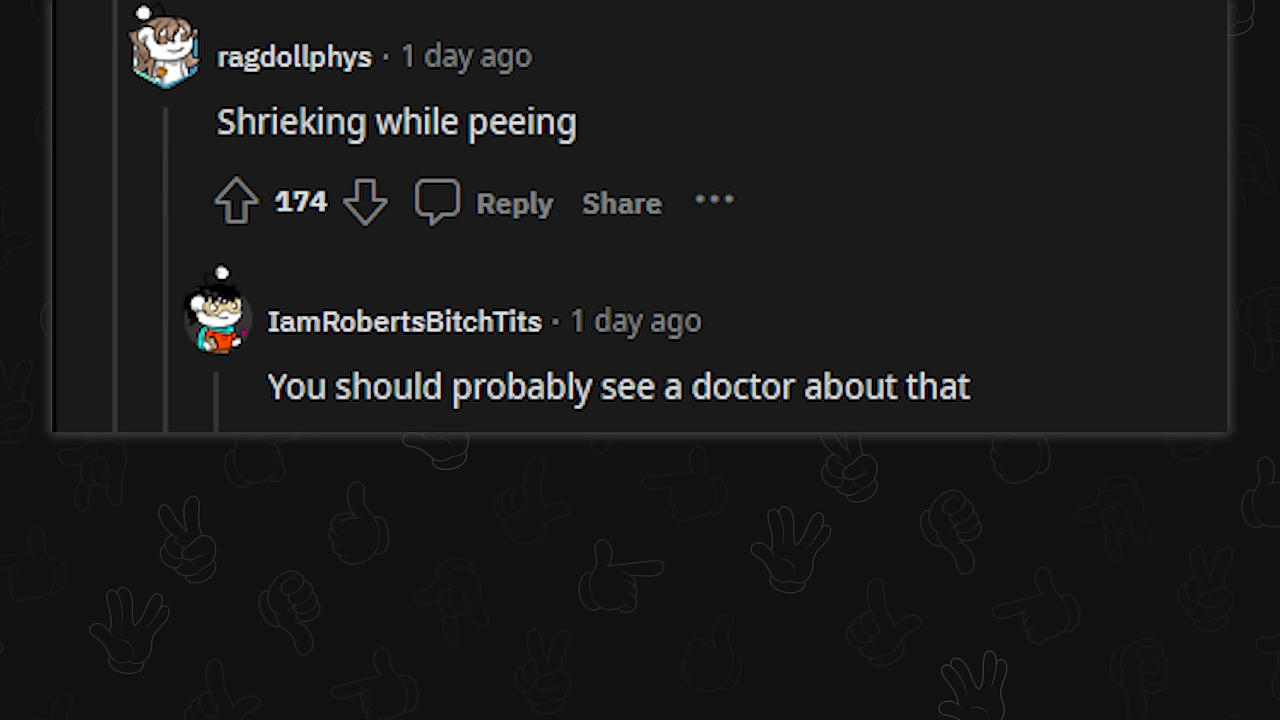 ragdollphys · 1 day ago
Shrieking while peeing
174 Reply Share •••
IamRobertsBitchTits · 1 day ago
You should probably see a doctor about that